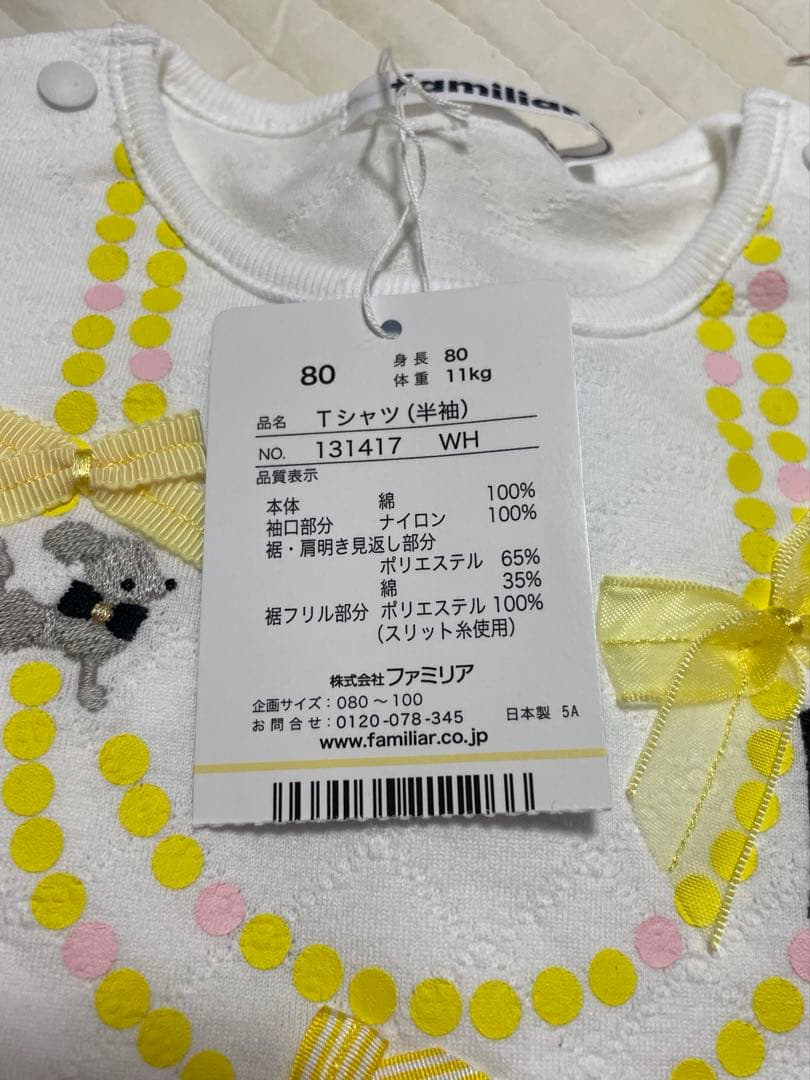 familiar
80
身長 80
体重 11kg
品名 Tシャツ(半袖)
NO. 131417 WH
品質表示
本体 綿 100%
袖口部分 ナイロン 100%
裾・肩明き見返し部分
ポリエステル 65%
綿 35%
裾フリル部分 ポリエステル 100%
(スリット糸使用)
株式会社ファミリア
企画サイズ:080～100
お問合せ:0120-078-345 日本製 5A
www.familiar.co.jp